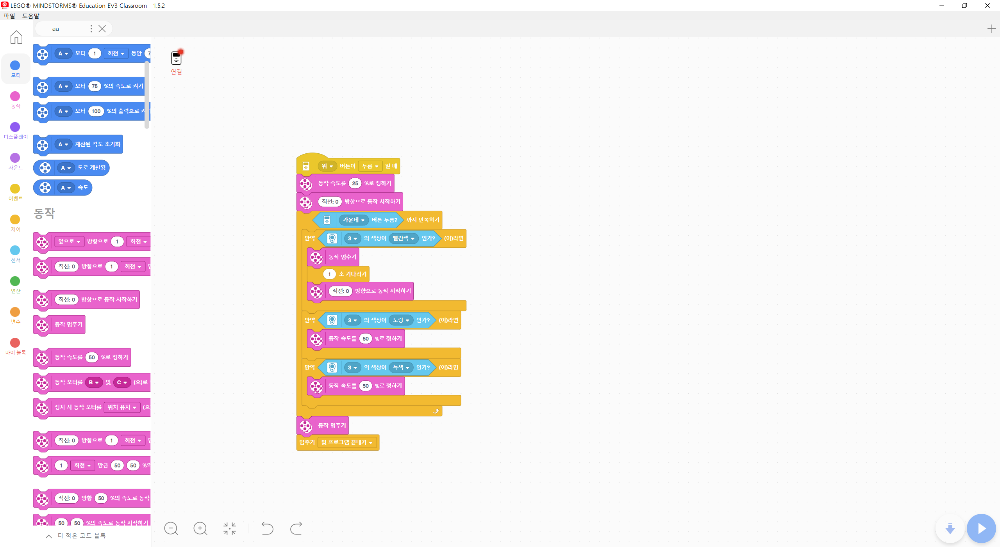 LEGO® MINDSTORMS® Education EV3 Classroom - 1.5.2
파일 도움말
aa
모터
동작
디스플레이
사운드
이벤트
제어
센서
연산
변수
마이 블록
A 모터 1 회전 동안 7
A 모터 75 %의 속도로 켜기
A 모터 100 %의 출력으로
A 계산된 각도 초기화
A 도로 계산됨
A 속도
동작
앞으로 방향으로 1 회전
직선: 0 방향으로 1 회전
직선: 0 방향으로 동작 시작하기
동작 멈추기
동작 속도를 50 %로 정하기
동작 모터를 B 및 C (으)로
정지 시 동작 모터를 위치 유지 (으)
직선: 0 방향으로 1 회전
1 회전 만큼 50 50 %의
직선: 0 방향 50 %의 속도로 동작
50 50 %의 속도로 동작 시작하기
더 적은 코드 블록
연결
위 버튼이 누름 일 때
동작 속도를 25 %로 정하기
직선: 0 방향으로 동작 시작하기
가운데 버튼 누름? 까지 반복하기
만약 3 의 색상이 빨간색 인가? (이)라면
동작 멈추기
1 초 기다리기
직선: 0 방향으로 동작 시작하기
만약 3 의 색상이 노랑 인가? (이)라면
동작 속도를 50 %로 정하기
만약 3 의 색상이 녹색 인가? (이)라면
동작 속도를 50 %로 정하기
동작 멈추기
멈추기 및 프로그램 끝내기